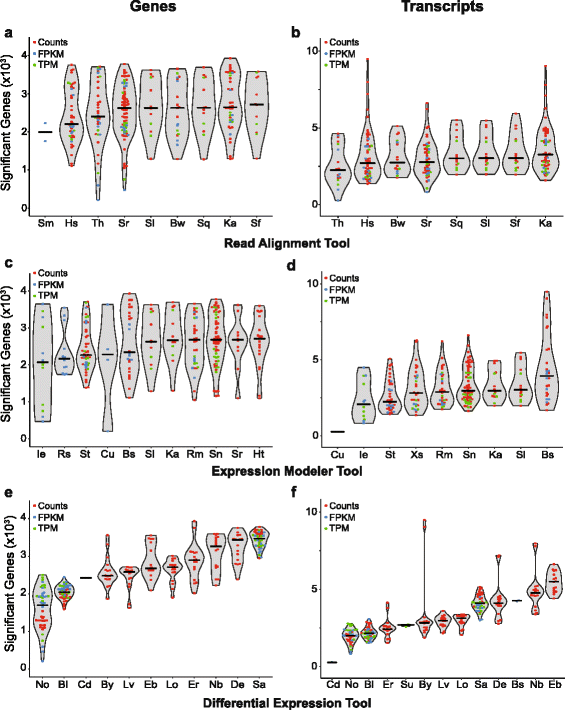 Genes
Transcripts
a
Counts
FPKM
TPM
Significant Genes (x10³)
4
3
2
1
0
Sm Hs Th Sr Sl Bw Sq Ka Sf
b
Counts
FPKM
TPM
10
5
0
Th Hs Bw Sr Sq Sl Sf Ka
Read Alignment Tool
c
Counts
FPKM
TPM
Significant Genes (x10³)
4
3
2
1
0
Ie Rs St Cu Bs Sl Ka Rm Sn Sr Ht
d
Counts
FPKM
TPM
10
5
0
Cu Ie St Xs Rm Sn Ka Sl Bs
Expression Modeler Tool
e
Counts
FPKM
TPM
Significant Genes (x10³)
4
3
2
1
0
No Bl Cd By Lv Eb Lo Er Nb De Sa
f
Counts
FPKM
TPM
10
5
0
Cd No Bl Er Su By Lv Lo Sa De Bs Nb Eb
Differential Expression Tool